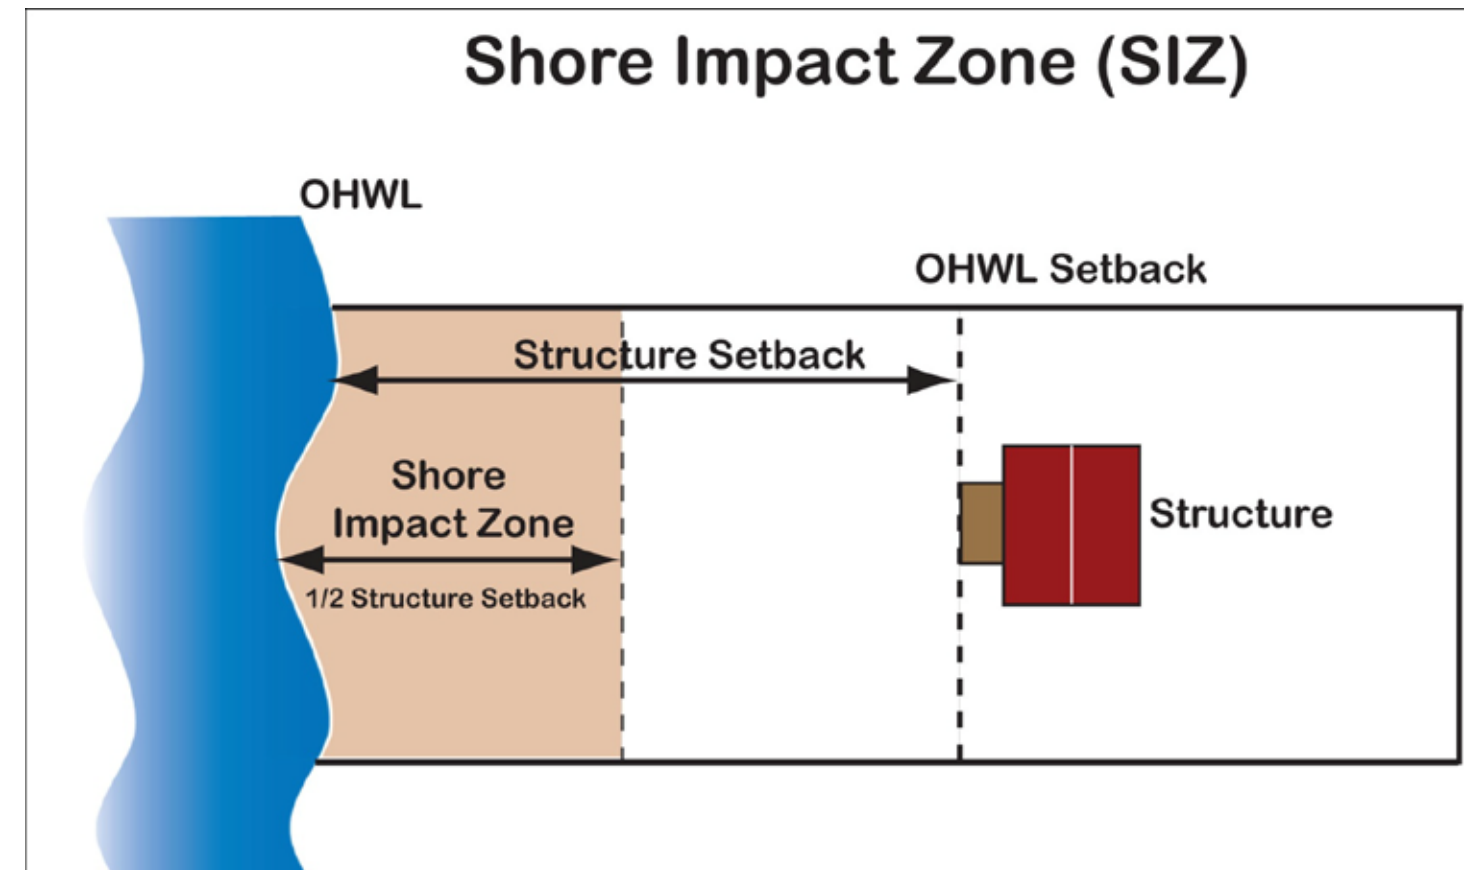 Shore Impact Zone (SIZ)
OHWL
OHWL Setback
Structure Setback
Shore
Impact Zone
1/2 Structure Setback
Structure